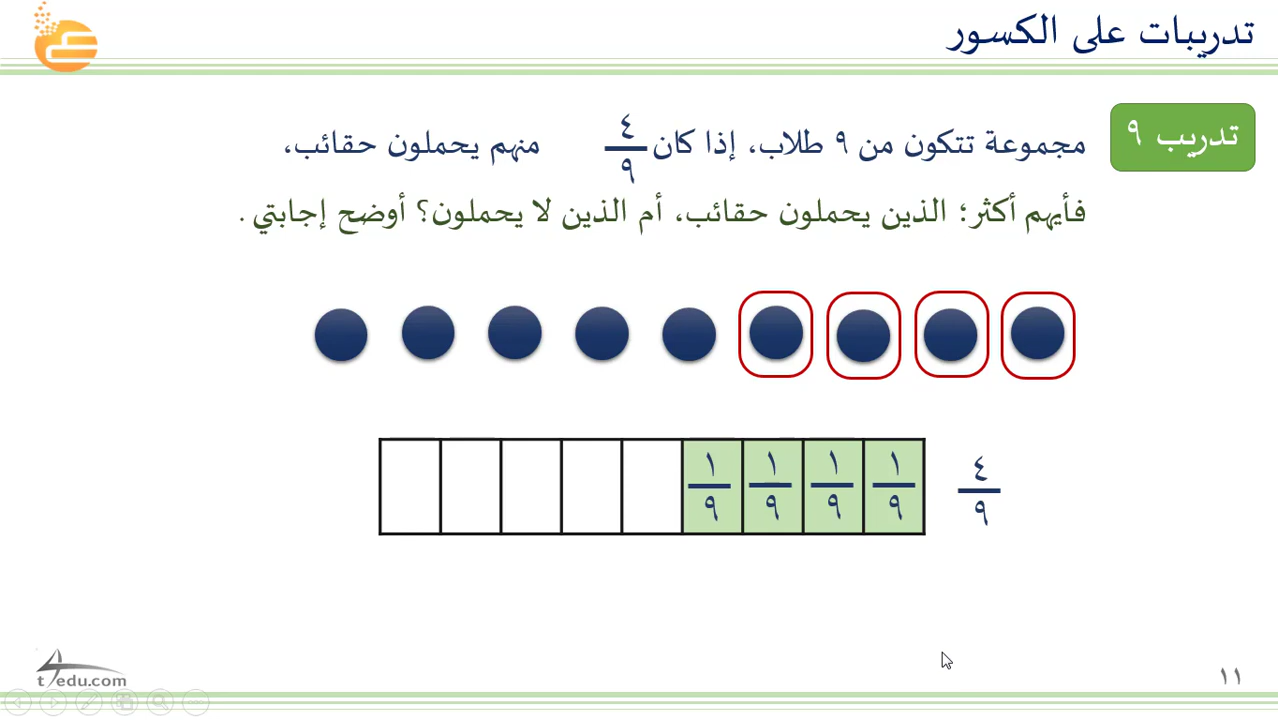 تدريبات على الكسور
تدريب ٩
مجموعة تتكون من ٩ طلاب، إذا كان ٤/٩ منهم يحملون حقائب،
فأيهم أكثر؛ الذين يحملون حقائب، أم الذين لا يحملون؟ أوضح إجابتي .
٤/٩ ١/٩ ١/٩ ١/٩ ١/٩
t4edu.com
١١